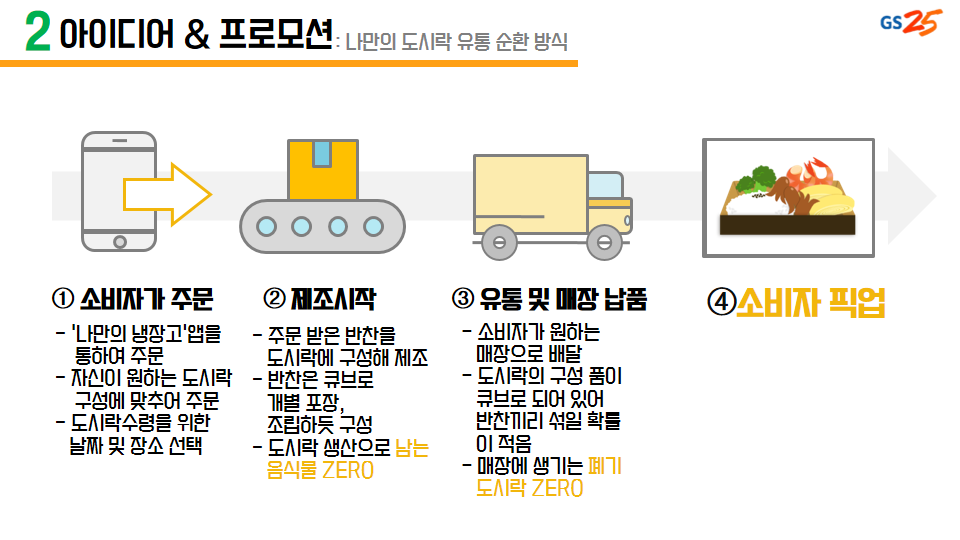 2 아이디어 & 프로모션: 나만의 도시락 유통 순환 방식
GS25
① 소비자가 주문
- '나만의 냉장고'앱을
통하여 주문
- 자신이 원하는 도시락
구성에 맞추어 주문
- 도시락수령을 위한
날짜 및 장소 선택
② 제조시작
- 주문 받은 반찬을
도시락에 구성해 제조
- 반찬은 큐브로
개별 포장,
조립하듯 구성
- 도시락 생산으로 남는
음식물 ZERO
③ 유통 및 매장 납품
- 소비자가 원하는
매장으로 배달
- 도시락의 구성 품이
큐브로 되어 있어
반찬끼리 섞일 확률
이 적음
- 매장에 생기는 폐기
도시락 ZERO
④소비자 픽업